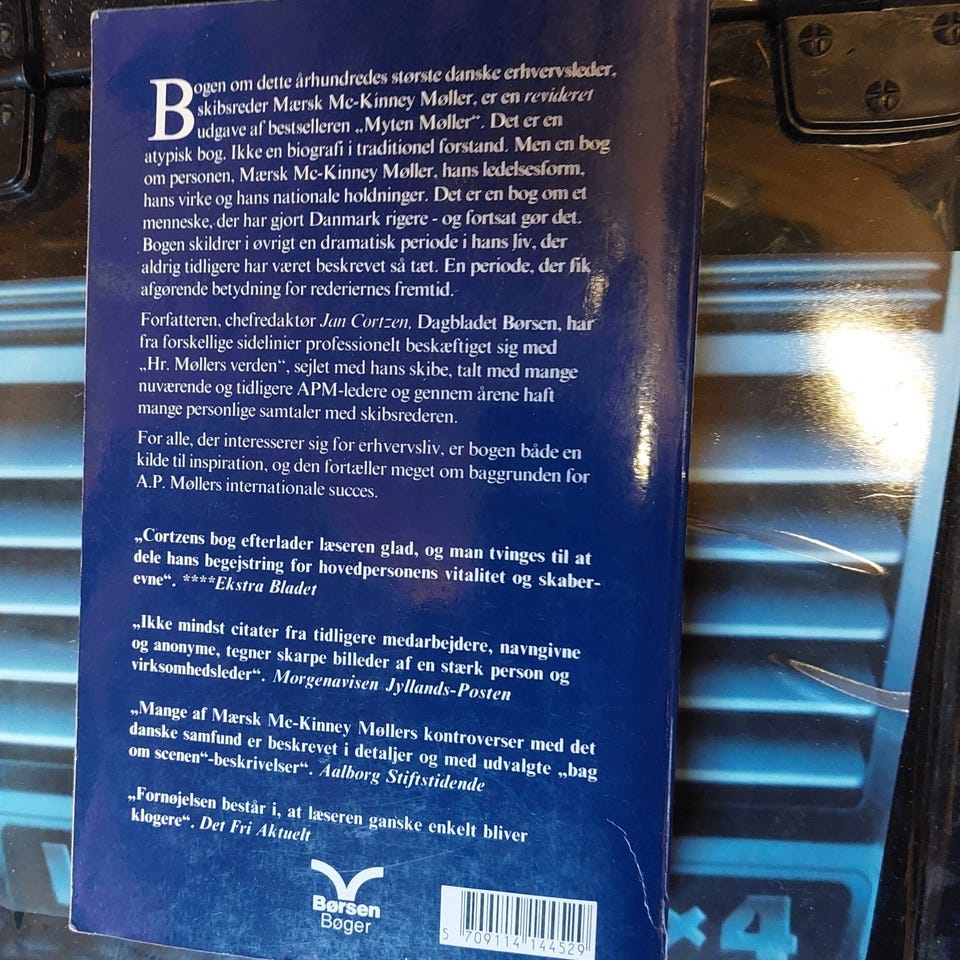 Bogen om dette århundredes største danske erhvervsleder,
skibsreder Mærsk Mc-Kinney Møller, er en revideret
udgave af bestselleren „Myten Møller“. Det er en
atypisk bog. Ikke en biografi i traditionel forstand. Men en bog
om personen, Mærsk Mc-Kinney Møller, hans ledelsesform,
hans virke og hans nationale holdninger. Det er en bog om et
menneske, der har gjort Danmark rigere - og fortsat gør det.
Bogen skildrer i øvrigt en dramatisk periode i hans liv, der
aldrig tidligere har været beskrevet så tæt. En periode, der fik
afgørende betydning for rederiernes fremtid.
Forfatteren, chefredaktør Jan Cortzen, Dagbladet Børsen, har
fra forskellige sidelinier professionelt beskæftiget sig med
„Hr. Møllers verden“, sejlet med hans skibe, talt med mange
nuværende og tidligere APM-ledere og gennem årene haft
mange personlige samtaler med skibsrederen.
For alle, der interesserer sig for erhvervsliv, er bogen både en
kilde til inspiration, og den fortæller meget om baggrunden for
A.P. Møllers internationale succes.
„Cortzens bog efterlader læseren glad, og man tvinges til at
dele hans begejstring for hovedpersonens vitalitet og skaber-
evne“. ****Ekstra Bladet
„Ikke mindst citater fra tidligere medarbejdere, navngivne
og anonyme, tegner skarpe billeder af en stærk person og
virksomhedsleder“. Morgenavisen Jyllands-Posten
„Mange af Mærsk Mc-Kinney Møllers kontroverser med det
danske samfund er beskrevet i detaljer og med udvalgte „bag
om scenen“-beskrivelser“. Aalborg Stiftstidende
„Fornøjelsen består i, at læseren ganske enkelt bliver
klogere“. Det Fri Aktuelt
Børsen
Bøger
5 709114 144529
×4